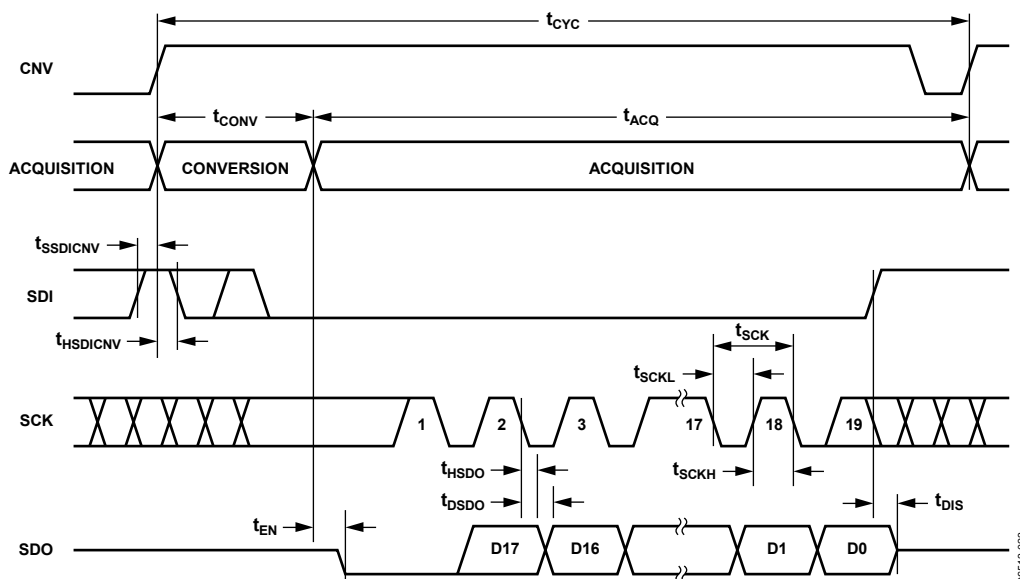 tCYC
CNV
tCONV
tACQ
ACQUISITION
CONVERSION
ACQUISITION
tSSDICNV
SDI
tHSDICNV
tSCK
tSCKL
SCK
1
2
3
17
18
19
tHSDO
tSCKH
tDSDO
tDIS
tEN
SDO
D17
D16
D1
D0